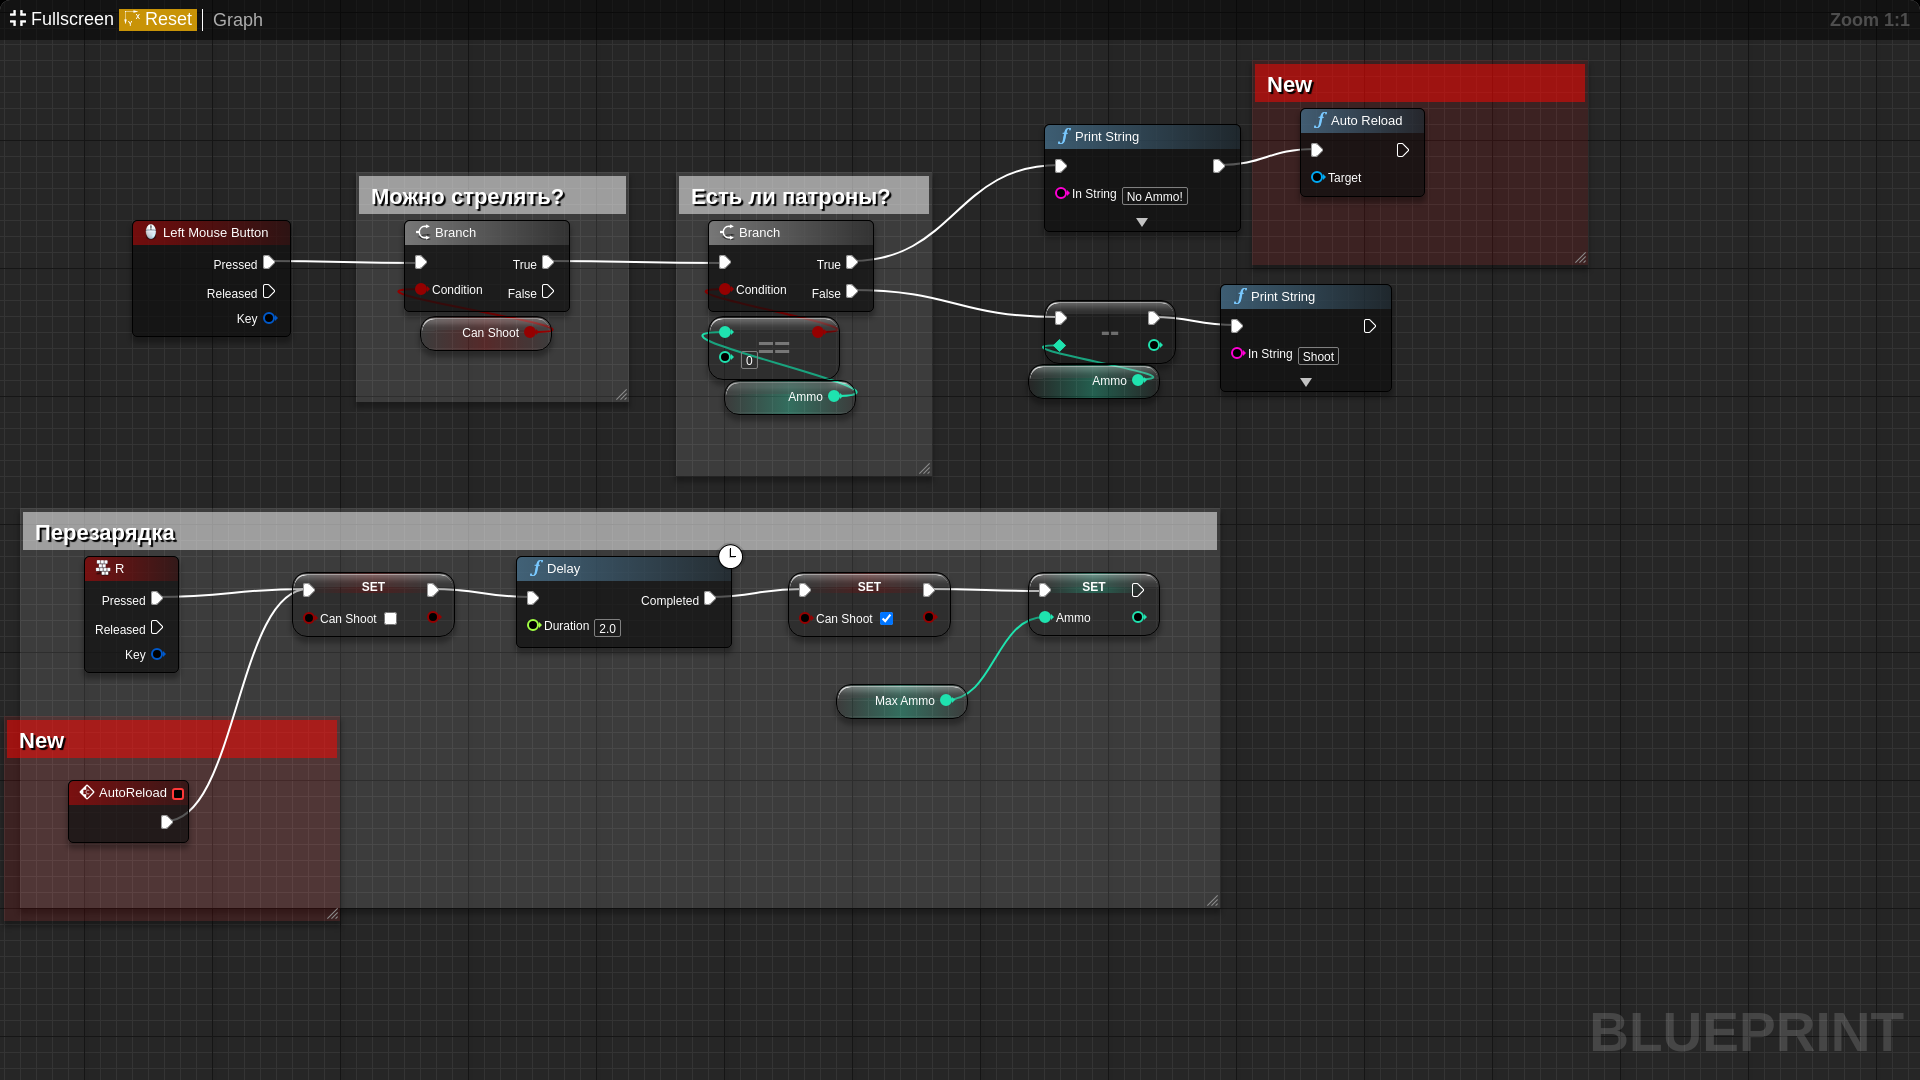 Fullscreen Reset Graph Zoom 1:1
New
Auto Reload
Target
Print String
In String No Ammo!
Можно стрелять?
Branch
True
Condition False
Can Shoot
Есть ли патроны?
Branch
True
Condition False
==
0
Ammo
Left Mouse Button
Pressed
Released
Key
--
Ammo
Print String
In String Shoot
Перезарядка
R
Pressed
Released
Key
SET
Can Shoot
Delay
Completed
Duration 2.0
SET
Can Shoot
SET
Ammo
Max Ammo
New
AutoReload
BLUEPRINT